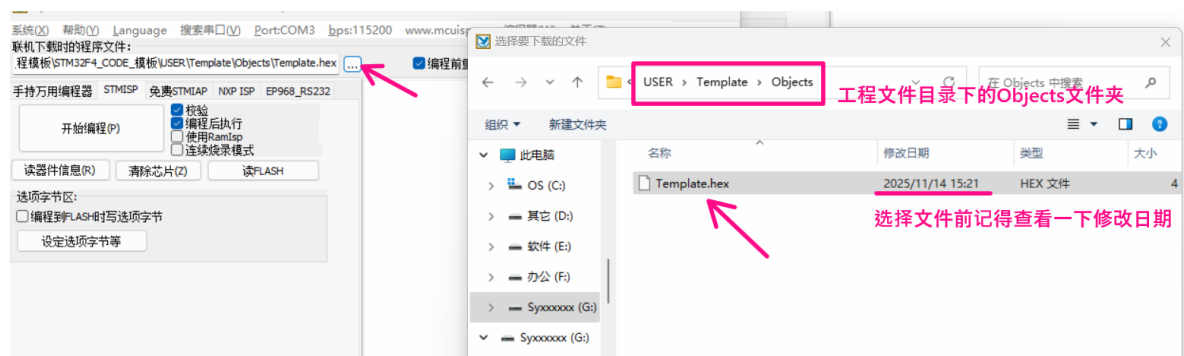 系统(X) 帮助(Y) Language 搜索串口(V) Port:COM3 bps:115200 www.mcuisp
联机下载时的程序文件:
程模板\STM32F4_CODE_模板\USER\Template\Objects\Template.hex ...
编程前重
手持万用编程器 STMISP 免费STMIAP NXP ISP EP968_RS232
开始编程(P)
校验
编程后执行
使用RamIsp
连续烧录模式
读器件信息(R) 清除芯片(Z) 读FLASH
选项字节区:
编程到FLASH时写选项字节
设定选项字节等
选择要下载的文件
USER › Template › Objects
在 Objects 中搜索
工程文件目录下的Objects文件夹
组织 新建文件夹
名称 修改日期 类型 大小
此电脑
OS (C:)
其它 (D:)
软件 (E:)
办公 (F:)
Syxxxxxx (G:)
Syxxxxxx (G:)
Template.hex 2025/11/14 15:21 HEX 文件 4
选择文件前记得查看一下修改日期